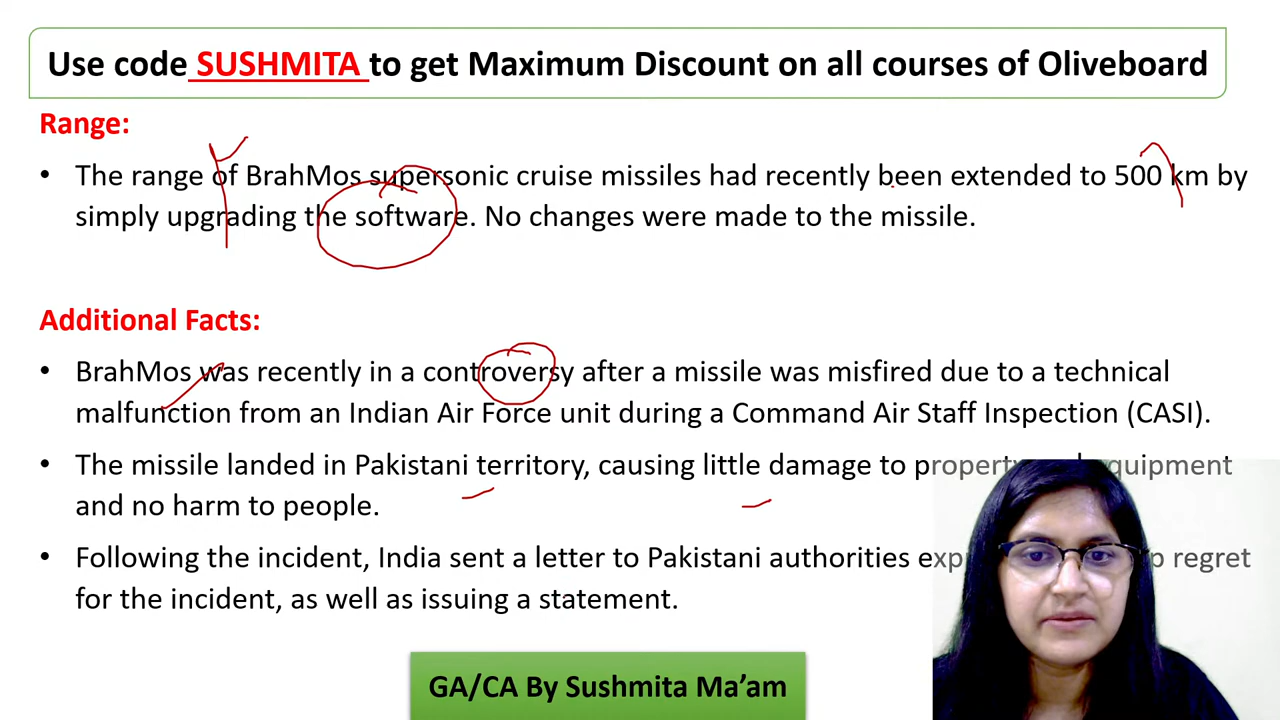 Use code SUSHMITA to get Maximum Discount on all courses of Oliveboard
Range:
• The range of BrahMos supersonic cruise missiles had recently been extended to 500 km by
simply upgrading the software. No changes were made to the missile.
Additional Facts:
• BrahMos was recently in a controversy after a missile was misfired due to a technical
malfunction from an Indian Air Force unit during a Command Air Staff Inspection (CASI).
• The missile landed in Pakistani territory, causing little damage to property equipment
and no harm to people.
• Following the incident, India sent a letter to Pakistani authorities regret
for the incident, as well as issuing a statement.
GA/CA By Sushmita Ma’am